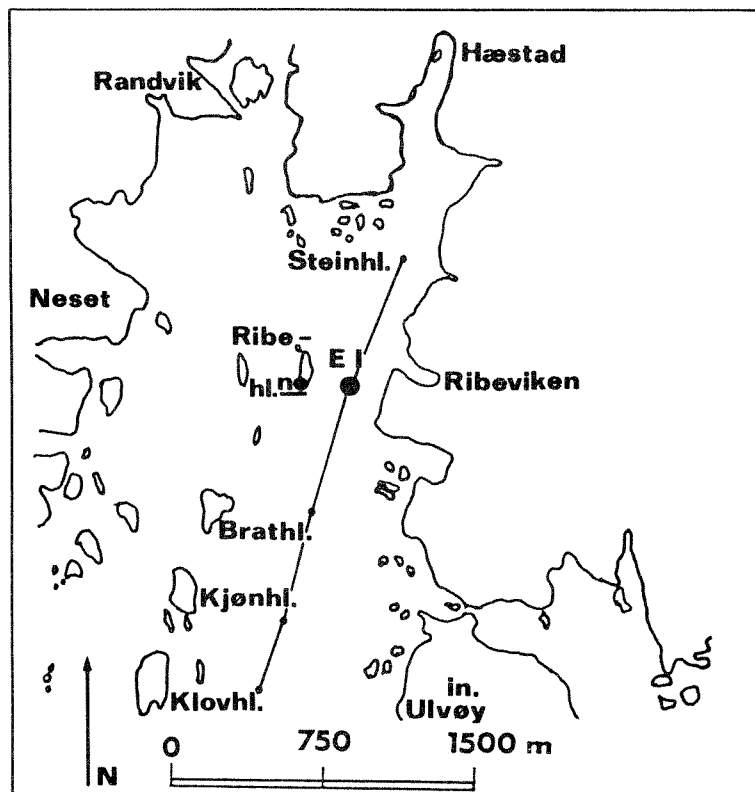 Hæstad
Randvik
Steinhl.
Neset
Ribe-
E I
hl.ne
Ribeviken
Brathl.
Kjønhl.
Klovhl.
in.
Ulvøy
0 750 1500 m
N